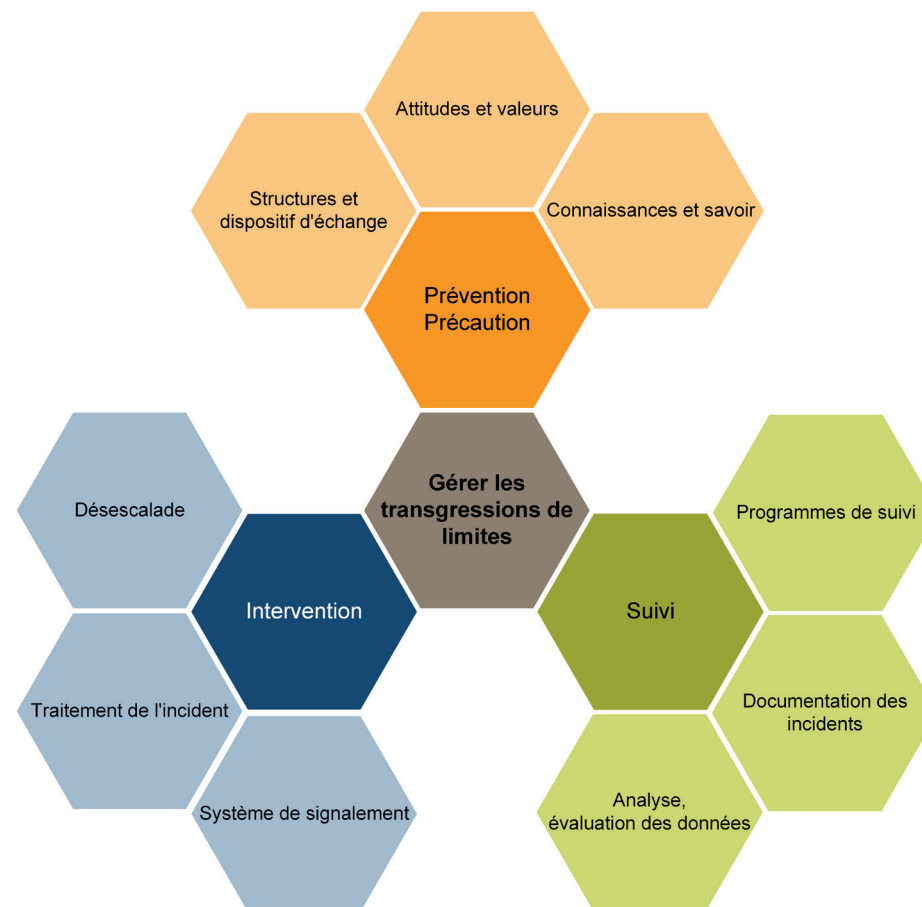 Attitudes et valeurs
Structures et
dispositif d'échange
Connaissances et savoir
Prévention
Précaution
Gérer les
transgressions de
limites
Désescalade
Intervention
Traitement de l'incident
Système de signalement
Programmes de suivi
Suivi
Documentation des
incidents
Analyse,
évaluation des données